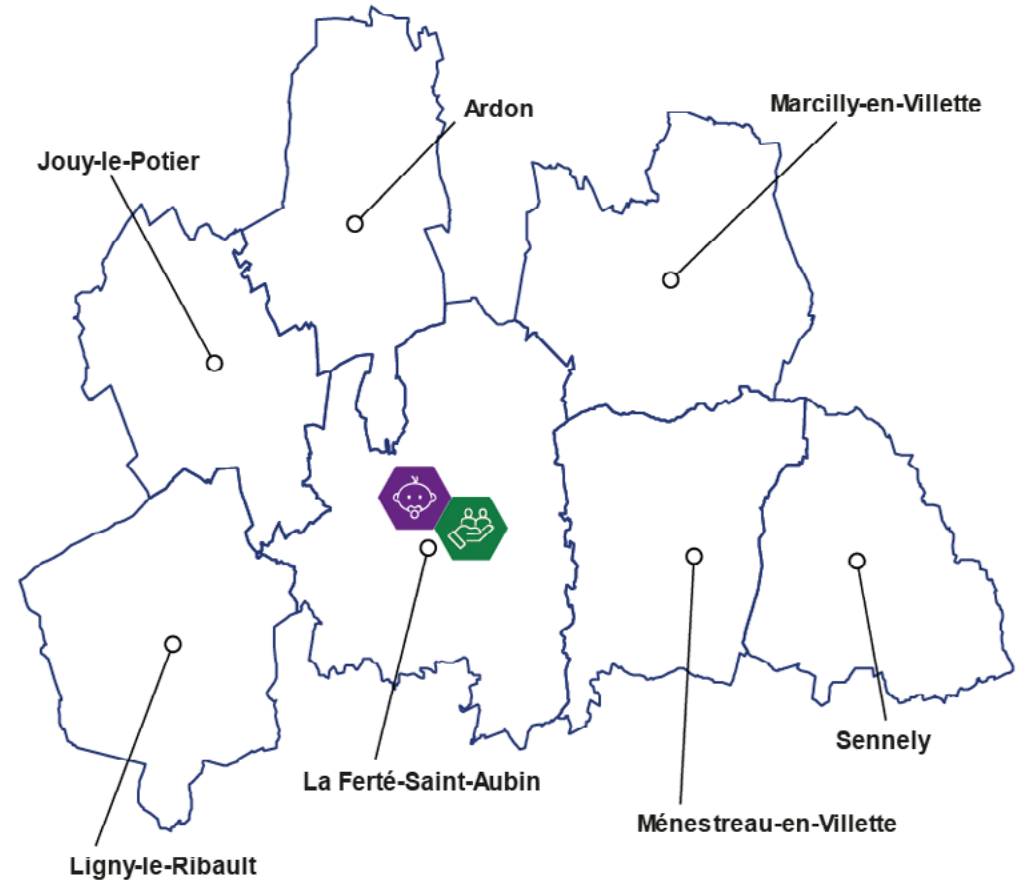 Ardon
Marcilly-en-Villette
Jouy-le-Potier
Sennely
La Ferté-Saint-Aubin
Ménestreau-en-Villette
Ligny-le-Ribault